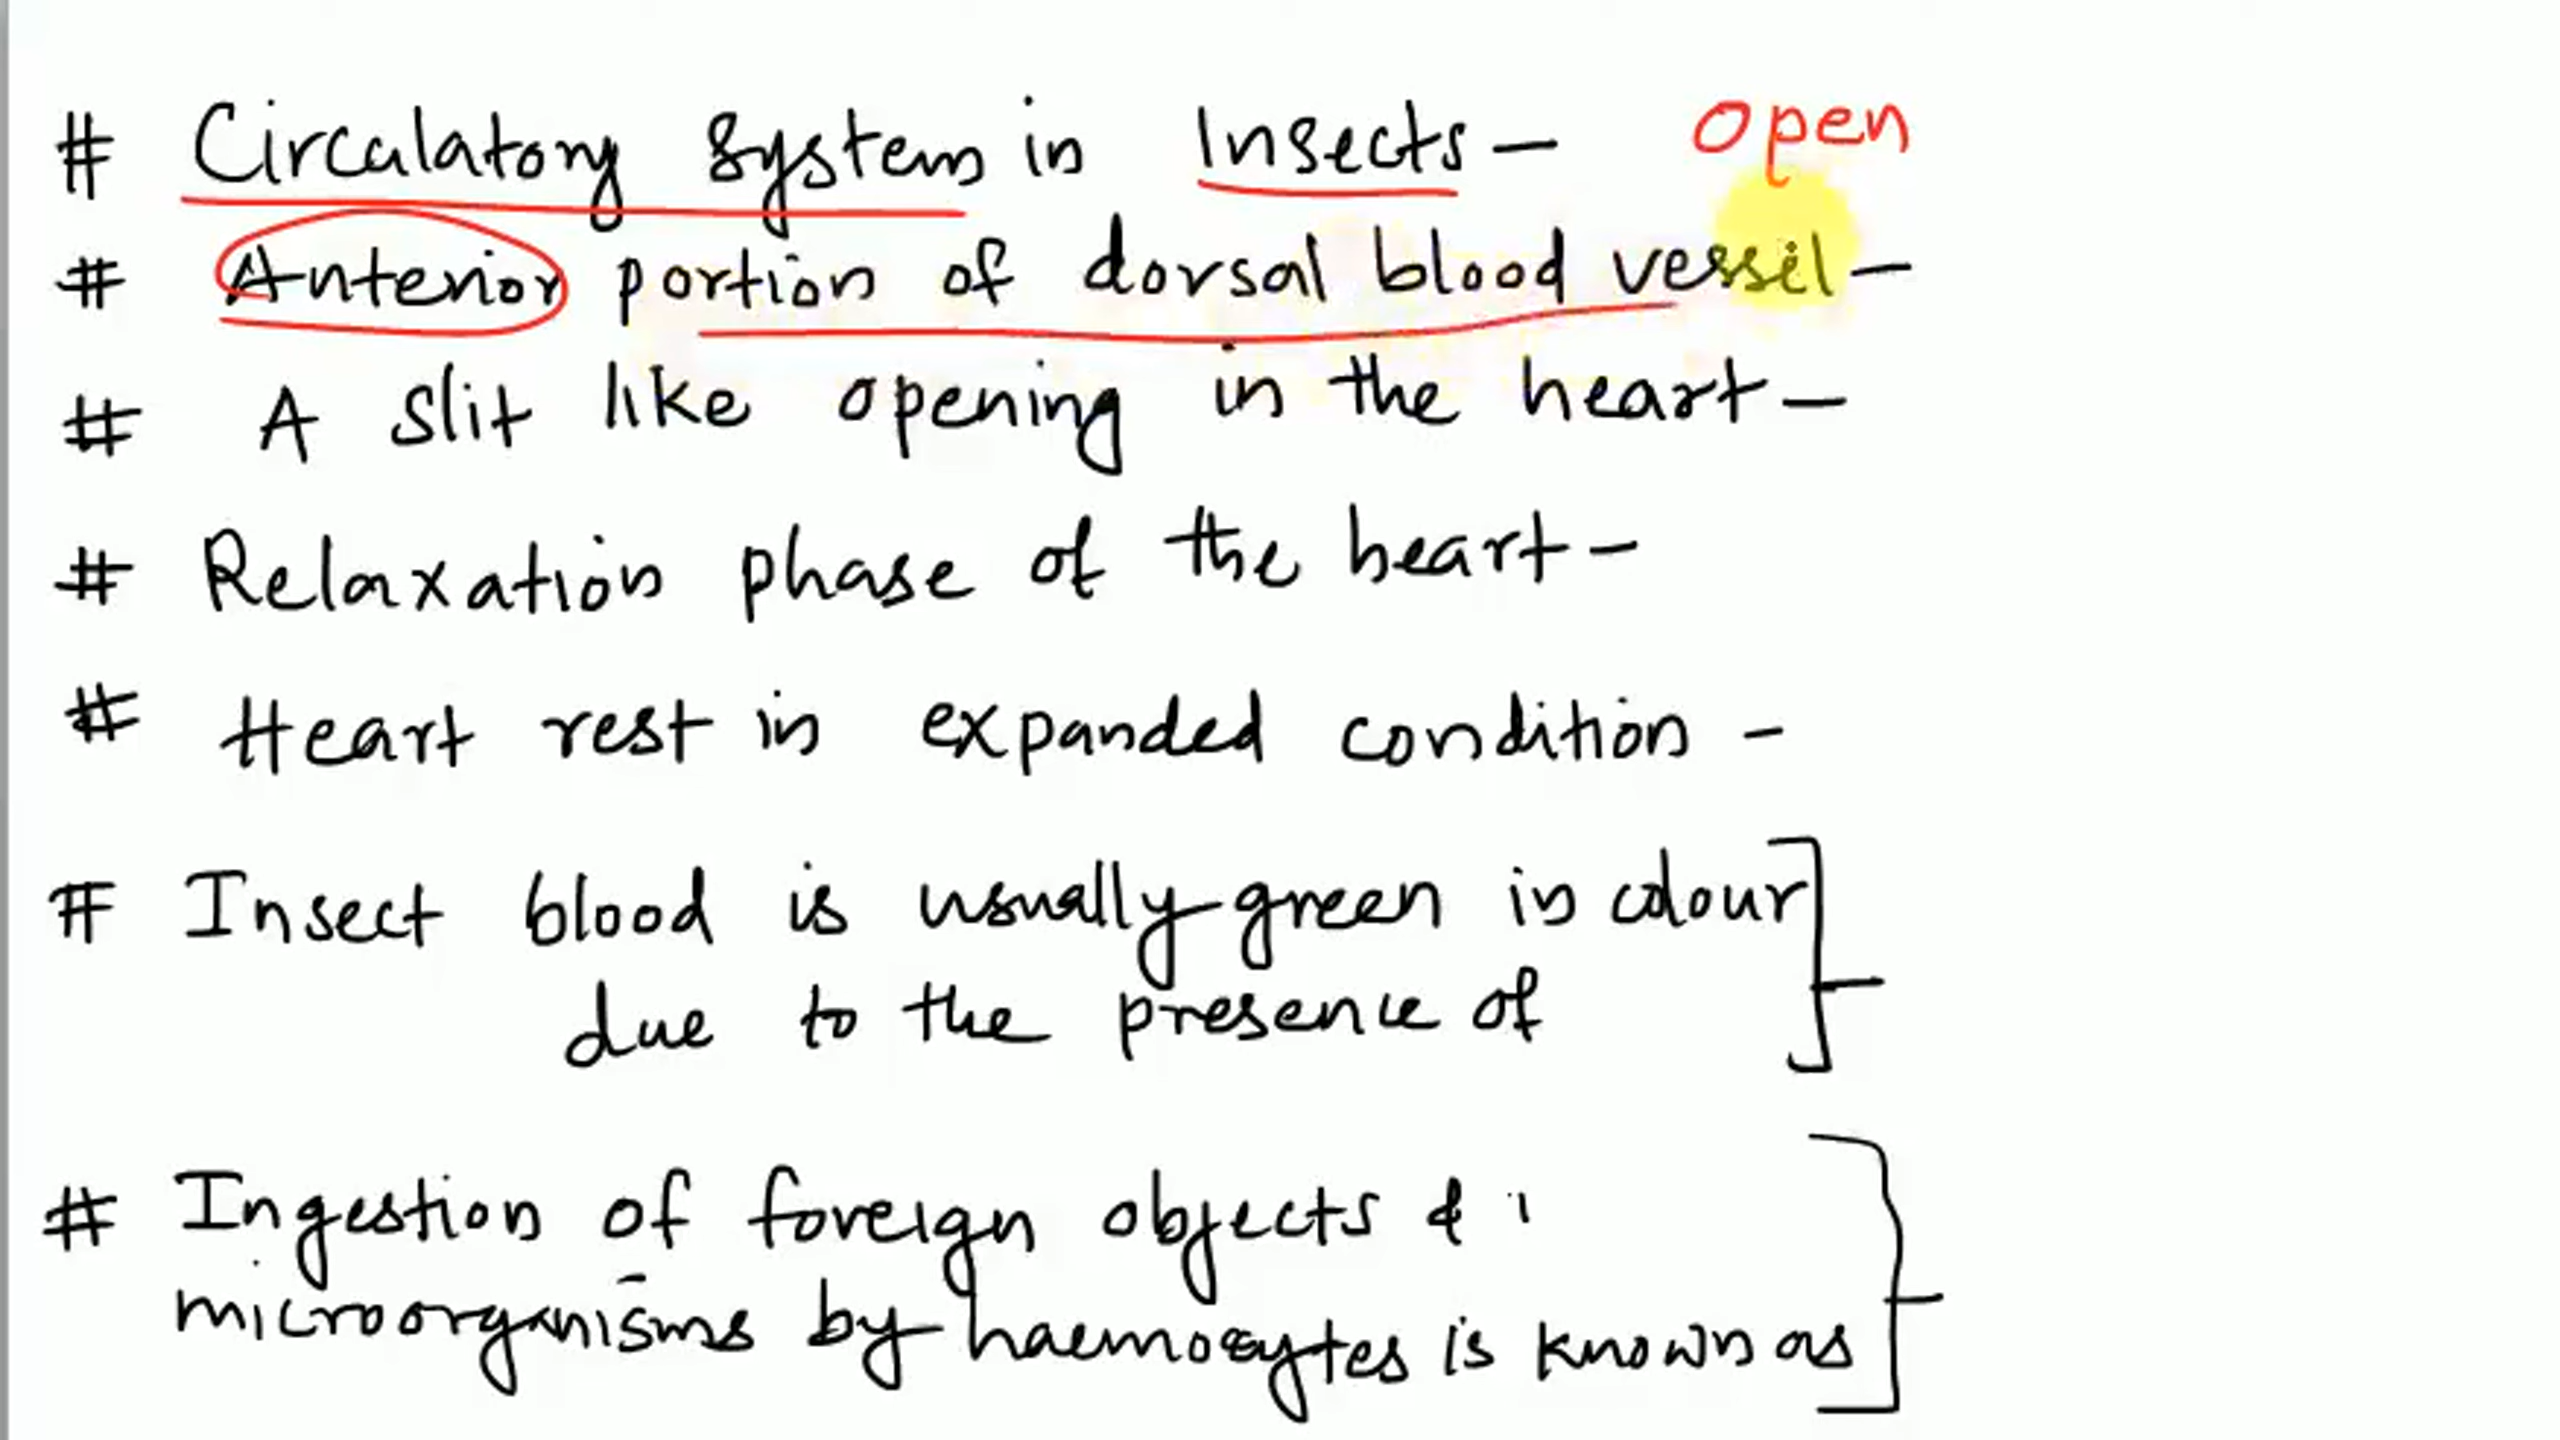 # Circulatory system in Insects - Open
# Anterior portion of dorsal blood vessel -
# A slit like opening in the heart -
# Relaxation phase of the heart -
# Heart rest in expanded condition -
# Insect blood is usually green in colour
due to the presence of
# Ingestion of foreign objects &
microorganisms by haemocytes is known as